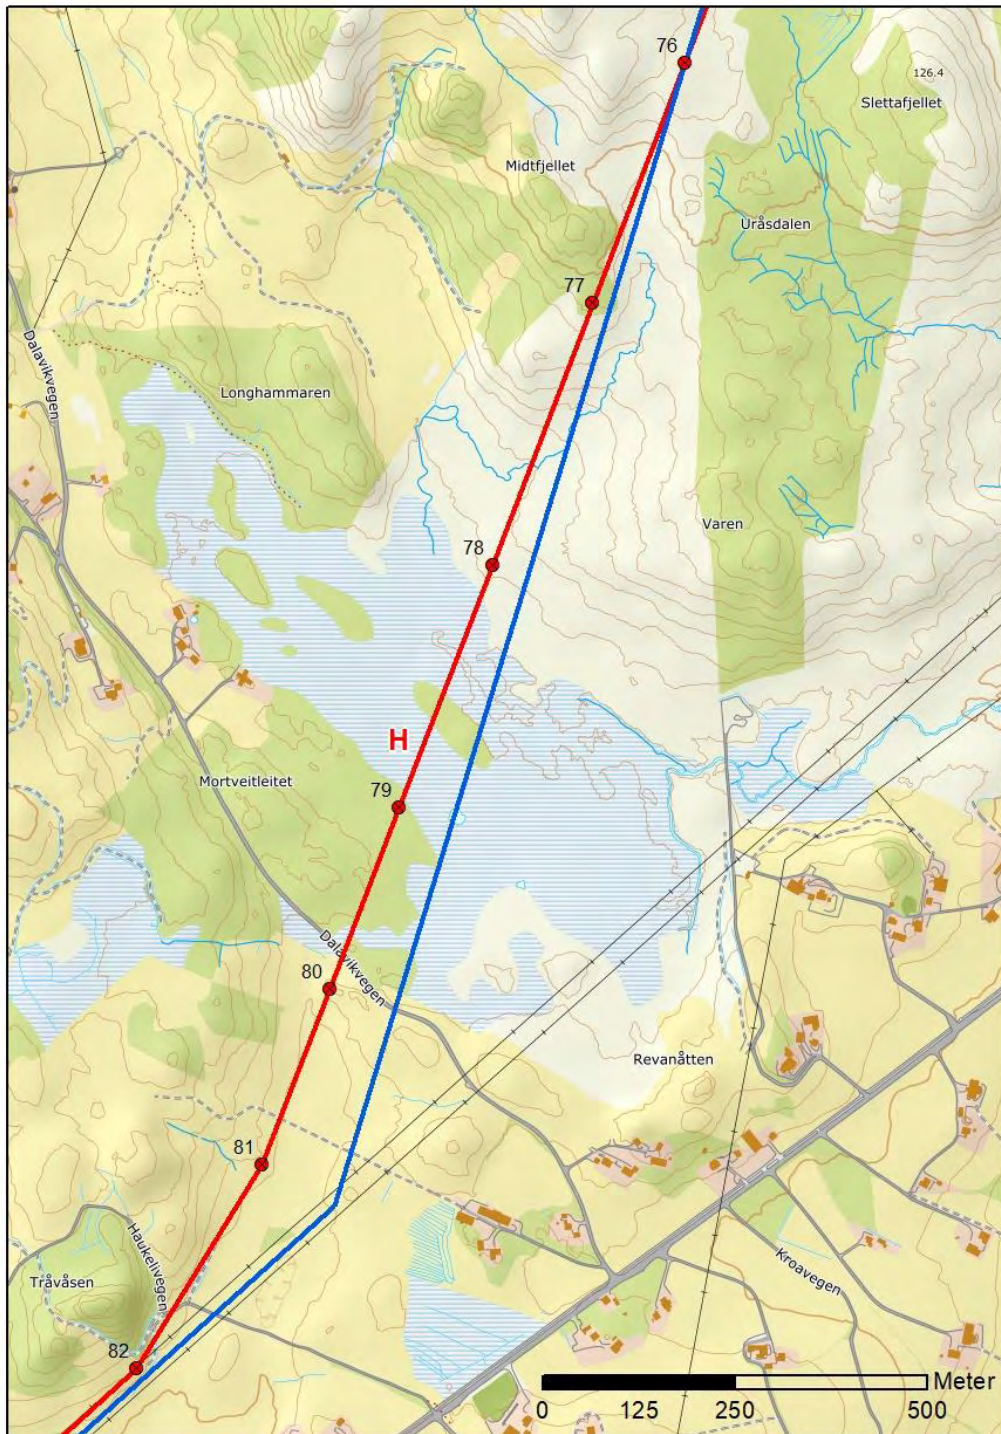 76
126.4
Slettafjellet
Midtfjellet
Uråsdalen
77
Dalavikvegen
Longhammaren
Varen
78
H
Mortveitleitet
79
Dalavikvegen
80
Revanåtten
81
Haukelivegen
Kroavegen
Tråvåsen
82
Meter
0 125 250 500